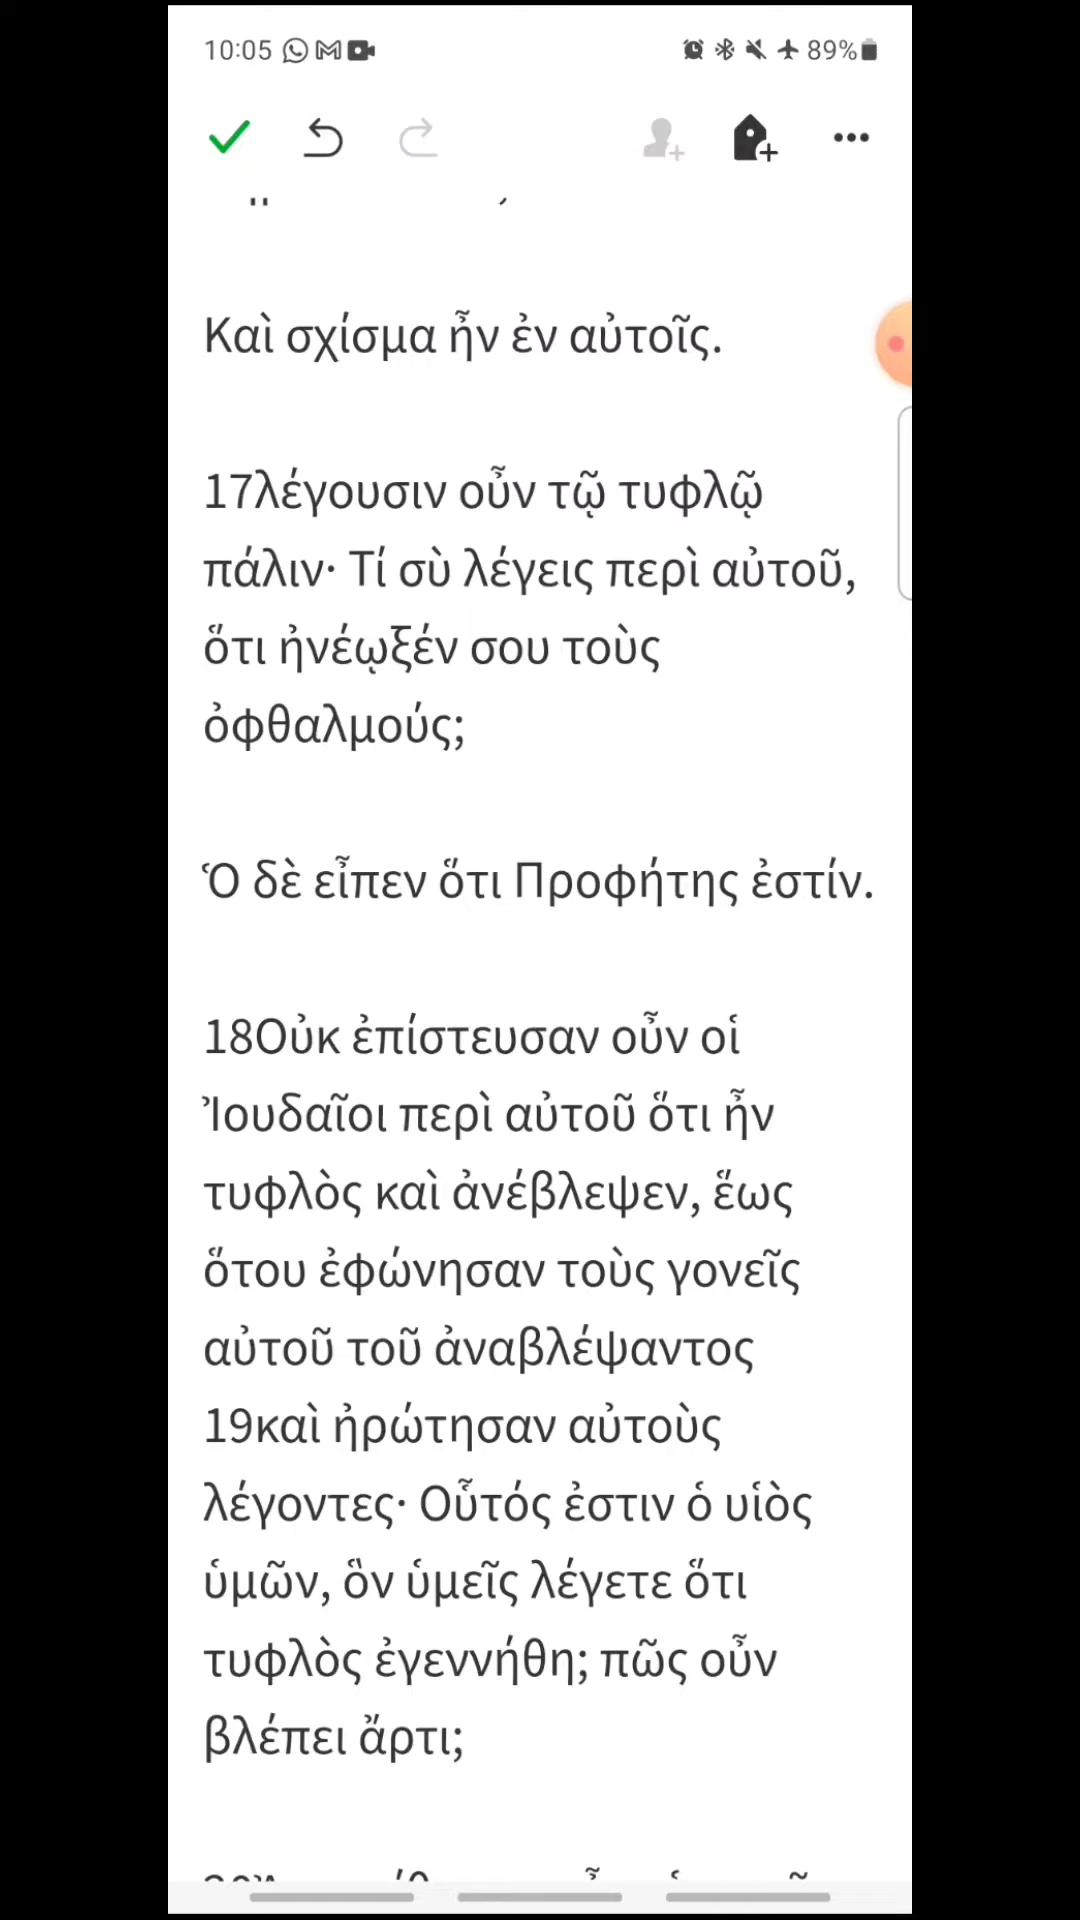 10:05
89%
Καὶ σχίσμα ἦν ἐν αὐτοῖς.
17λέγουσιν οὖν τῷ τυφλῷ
πάλιν· Τί σὺ λέγεις περὶ αὐτοῦ,
ὅτι ἠνέῳξέν σου τοὺς
ὀφθαλμούς;
Ὁ δὲ εἶπεν ὅτι Προφήτης ἐστίν.
18Οὐκ ἐπίστευσαν οὖν οἱ
Ἰουδαῖοι περὶ αὐτοῦ ὅτι ἦν
τυφλὸς καὶ ἀνέβλεψεν, ἕως
ὅτου ἐφώνησαν τοὺς γονεῖς
αὐτοῦ τοῦ ἀναβλέψαντος
19καὶ ἠρώτησαν αὐτοὺς
λέγοντες· Οὗτός ἐστιν ὁ υἱὸς
ὑμῶν, ὃν ὑμεῖς λέγετε ὅτι
τυφλὸς ἐγεννήθη; πῶς οὖν
βλέπει ἄρτι;